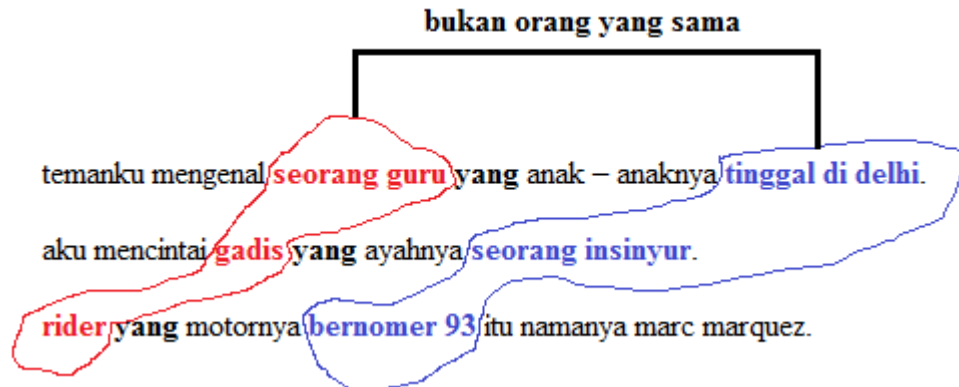 bukan orang yang sama
temanku mengenal seorang guru yang anak – anaknya tinggal di delhi.
aku mencintai gadis yang ayahnya seorang insinyur.
rider yang motornya bernomer 93 itu namanya marc marquez.